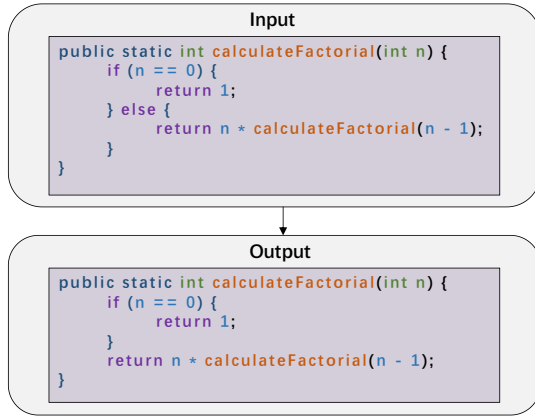 Input
public static int calculateFactorial(int n) {
if (n == 0) {
return 1;
} else {
return n * calculateFactorial(n - 1);
}
}
Output
public static int calculateFactorial(int n) {
if (n == 0) {
return 1;
}
return n * calculateFactorial(n - 1);
}